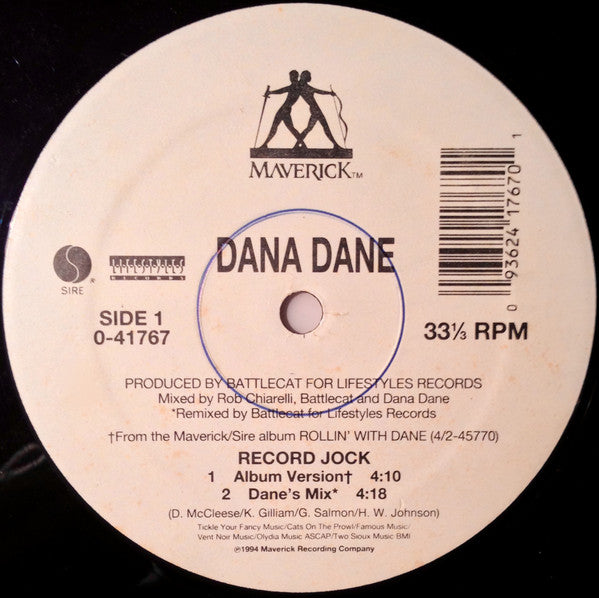 MAVERICK™
DANA DANE
SIRE *
LIFESTYLES
RECORDS
SIDE 1
0-41767
33⅓ RPM
0 93624 17670 1
PRODUCED BY BATTLECAT FOR LIFESTYLES RECORDS
Mixed by Rob Chiarelli, Battlecat and Dana Dane
*Remixed by Battlecat for Lifestyles Records
†From the Maverick/Sire album ROLLIN' WITH DANE (4/2-45770)
RECORD JOCK
1 Album Version† 4:10
2 Dane's Mix* 4:18
(D. McCleese/K. Gilliam/G. Salmon/H. W. Johnson)
Tickle Your Fancy Music/Cats On The Prowl/Famous Music/
Vent Noir Music/Olydia Music ASCAP/Two Sioux Music BMI
℗1994 Maverick Recording Company